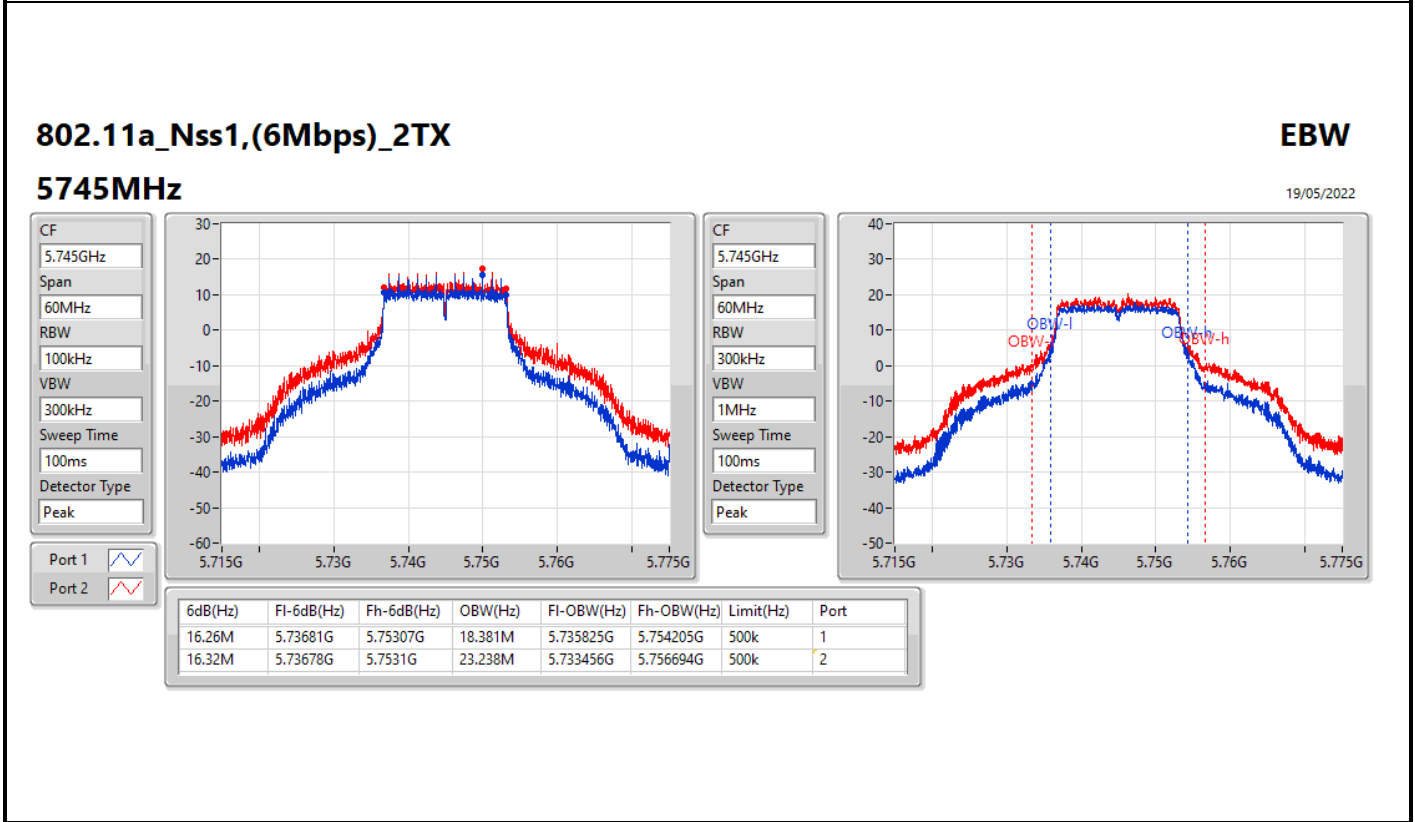 802.11a_Nss1,(6Mbps)_2TX
EBW
5745MHz
19/05/2022
CF
5.745GHz
Span
60MHz
RBW
100kHz
VBW
300kHz
Sweep Time
100ms
Detector Type
Peak
Port 1
Port 2
30
20
10
0
-10
-20
-30
-40
-50
-60
5.715G 5.73G 5.74G 5.75G 5.76G 5.775G
CF
5.745GHz
Span
60MHz
RBW
300kHz
VBW
1MHz
Sweep Time
100ms
Detector Type
Peak
40
30
20
10
0
-10
-20
-30
-40
-50
OBW-l
OBW-h
5.715G 5.73G 5.74G 5.75G 5.76G 5.775G
6dB(Hz) Fl-6dB(Hz) Fh-6dB(Hz) OBW(Hz) Fl-OBW(Hz) Fh-OBW(Hz) Limit(Hz) Port
16.26M 5.73681G 5.75307G 18.381M 5.735825G 5.754205G 500k 1
16.32M 5.73678G 5.7531G 23.238M 5.733456G 5.756694G 500k 2